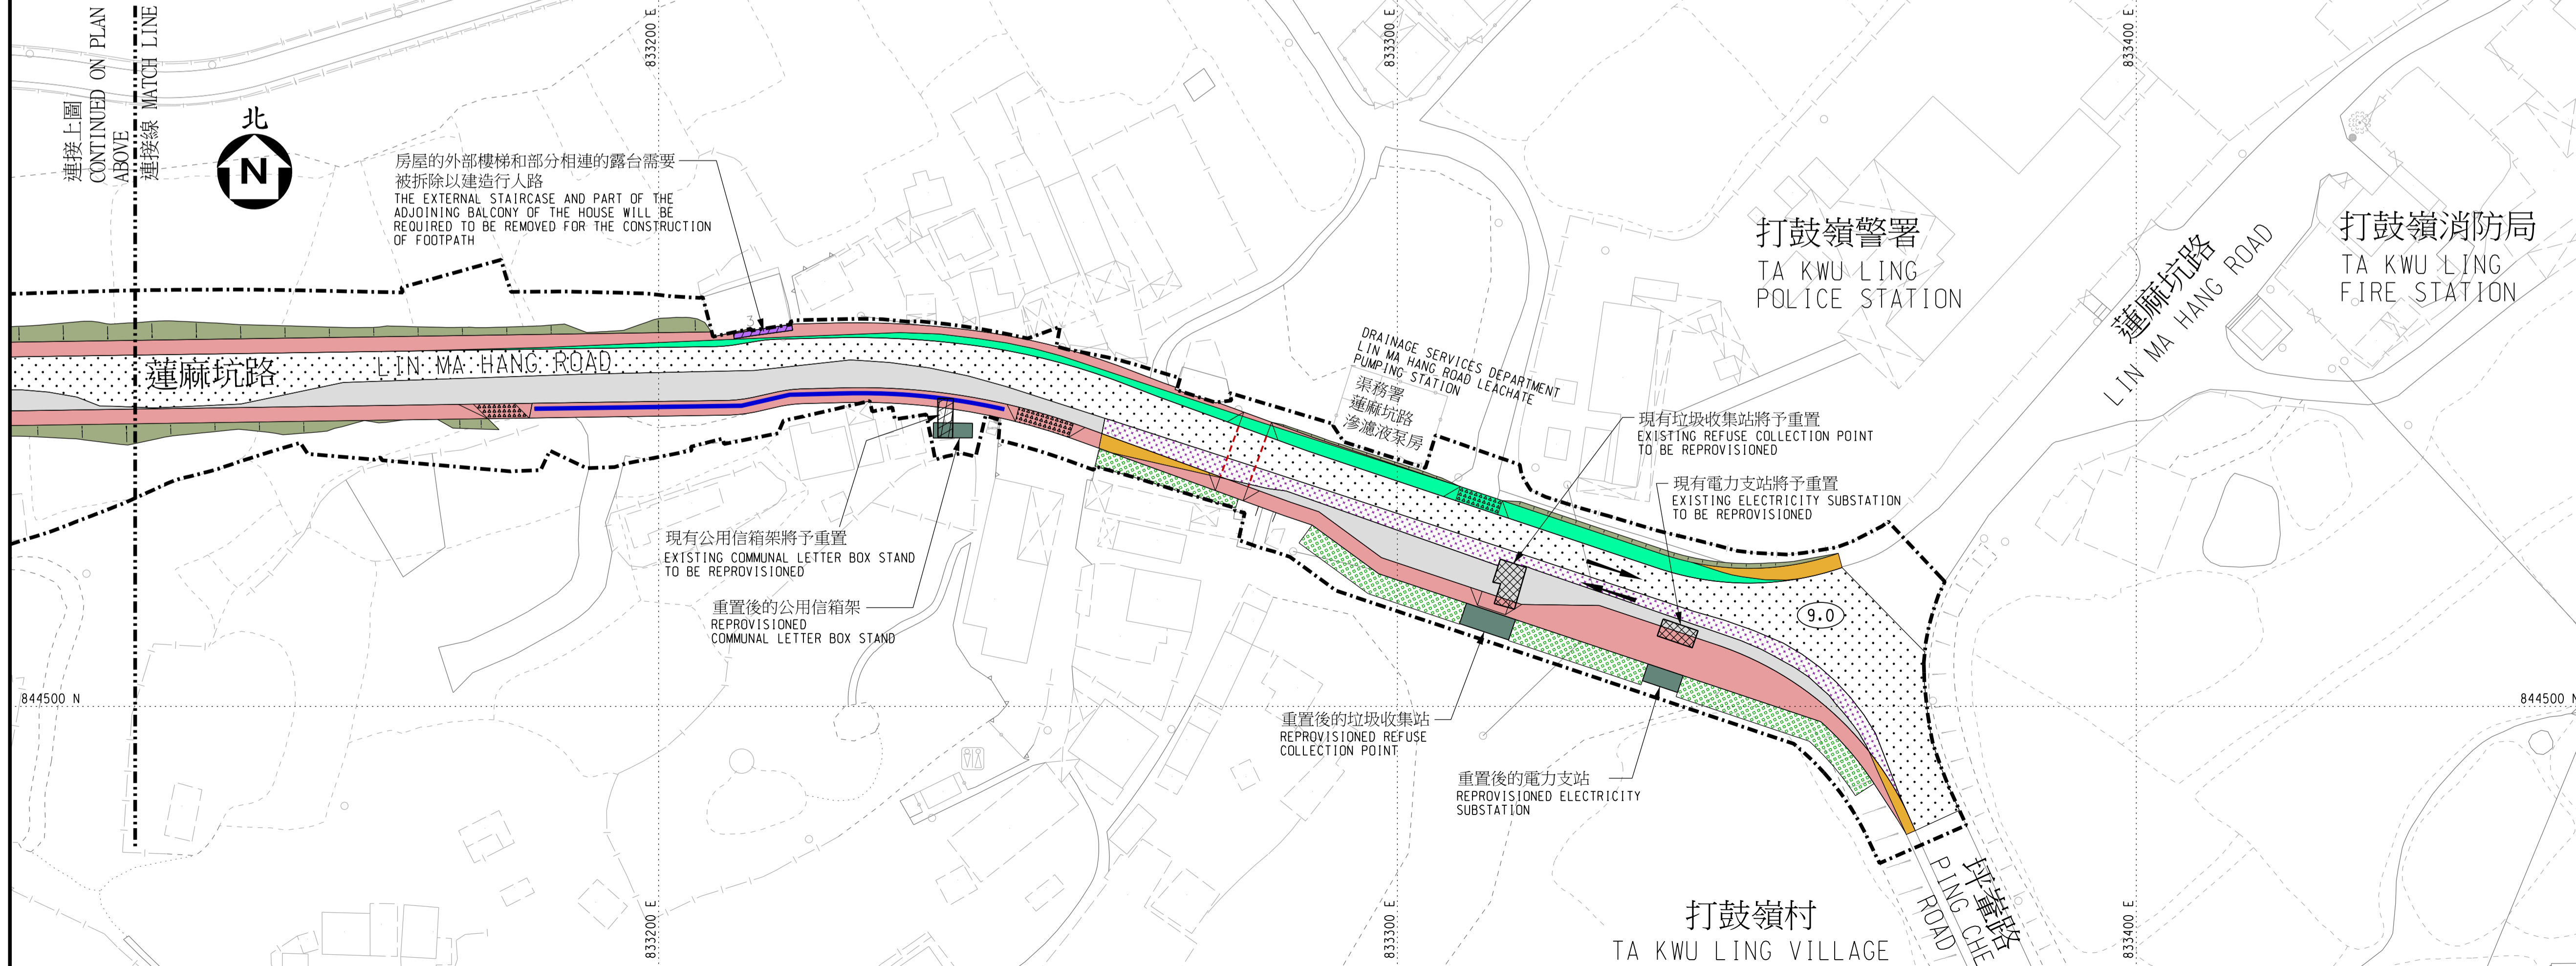 連接上圖
CONTINUED ON PLAN
ABOVE
連接線 MATCH LINE
北
N
833200 E
833300 E
833400 E
房屋的外部樓梯和部分相連的露台需要
被拆除以建造行人路
THE EXTERNAL STAIRCASE AND PART OF THE
ADJOINING BALCONY OF THE HOUSE WILL BE
REQUIRED TO BE REMOVED FOR THE CONSTRUCTION
OF FOOTPATH
打鼓嶺警署
TA KWU LING
POLICE STATION
蓮麻坑路
LIN MA HANG ROAD
打鼓嶺消防局
TA KWU LING
FIRE STATION
蓮麻坑路
LIN MA HANG ROAD
DRAINAGE SERVICES DEPARTMENT
LIN MA HANG ROAD LEACHATE
PUMPING STATION
渠務署
蓮麻坑路
滲濾液泵房
現有垃圾收集站將予重置
EXISTING REFUSE COLLECTION POINT
TO BE REPROVISIONED
現有電力支站將予重置
EXISTING ELECTRICITY SUBSTATION
TO BE REPROVISIONED
現有公用信箱架將予重置
EXISTING COMMUNAL LETTER BOX STAND
TO BE REPROVISIONED
重置後的公用信箱架
REPROVISIONED
COMMUNAL LETTER BOX STAND
9.0
844500 N
844500 N
重置後的垃圾收集站
REPROVISIONED REFUSE
COLLECTION POINT
重置後的電力支站
REPROVISIONED ELECTRICITY
SUBSTATION
坪輋路
PING CHE
ROAD
打鼓嶺村
TA KWU LING VILLAGE
833200 E
833300 E
833400 E